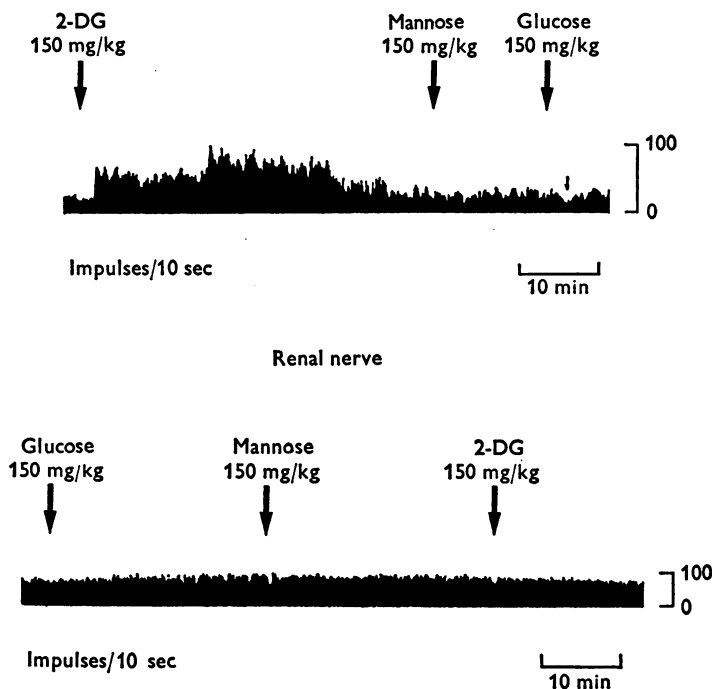 2-DG Mannose Glucose
150 mg/kg 150 mg/kg 150 mg/kg
100
0
Impulses/10 sec
10 min
Renal nerve
Glucose Mannose 2-DG
150 mg/kg 150 mg/kg 150 mg/kg
100
0
Impulses/10 sec
10 min